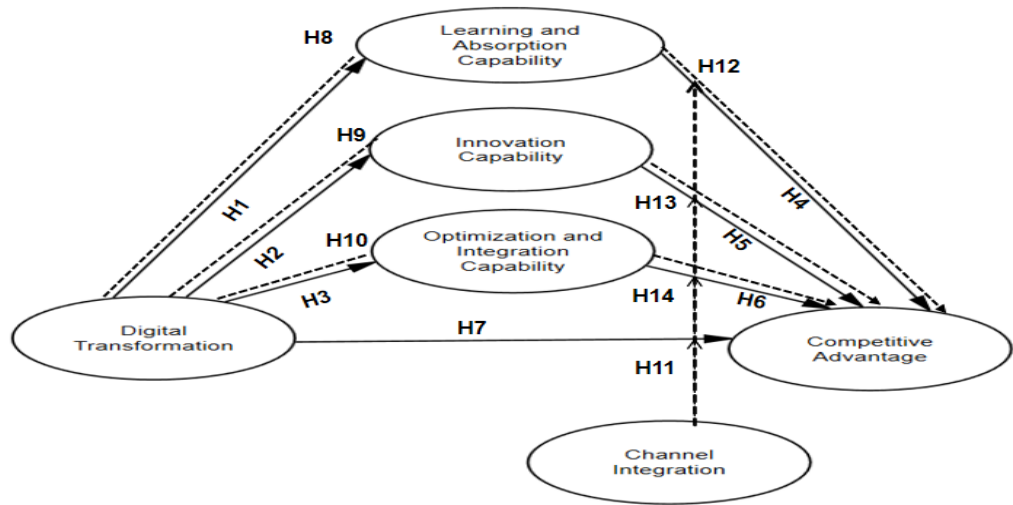 H8
Learning and
Absorption
Capability
H12
H9
Innovation
Capability
H1
H13
H4
H2
H10
Optimization and
Integration
Capability
H5
H3
H14
H6
Digital
Transformation
H7
Competitive
Advantage
H11
Channel
Integration